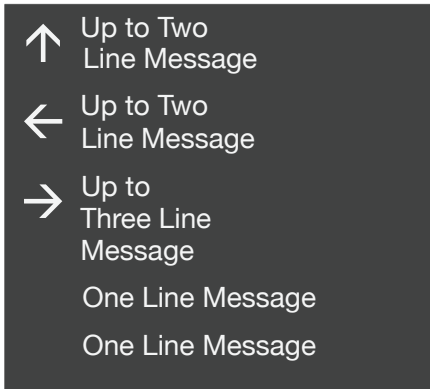 Up to Two
Line Message
Up to Two
Line Message
Up to
Three Line
Message
One Line Message
One Line Message